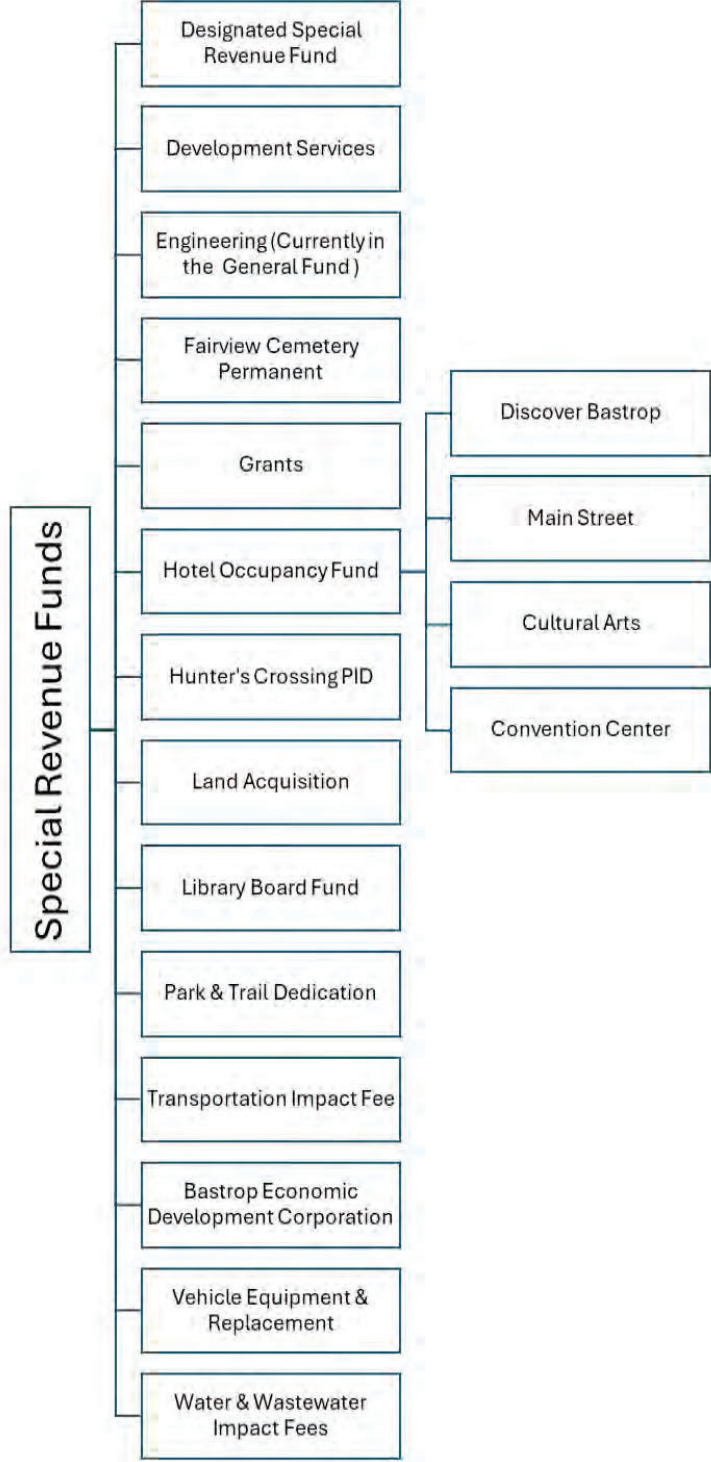 Special Revenue Funds
Designated Special
Revenue Fund
Development Services
Engineering (Currently in
the General Fund )
Fairview Cemetery
Permanent
Grants
Hotel Occupancy Fund
Discover Bastrop
Main Street
Cultural Arts
Convention Center
Hunter's Crossing PID
Land Acquisition
Library Board Fund
Park & Trail Dedication
Transportation Impact Fee
Bastrop Economic
Development Corporation
Vehicle Equipment &
Replacement
Water & Wastewater
Impact Fees